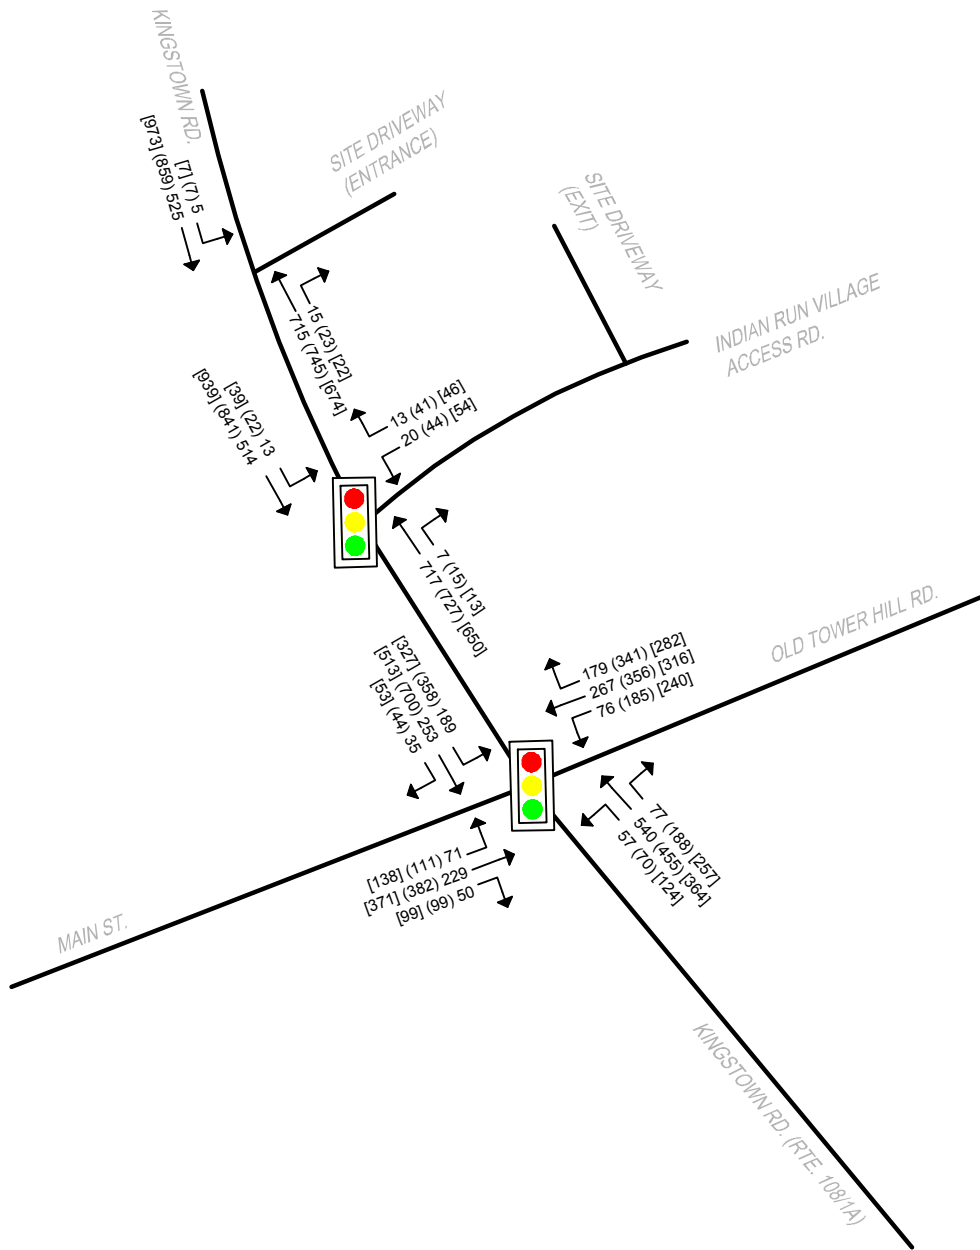 KINGSTOWN RD.
SITE DRIVEWAY
(ENTRANCE)
[7] (7) 5
[973] (859) 525
SITE DRIVEWAY
(EXIT)
INDIAN RUN VILLAGE
ACCESS RD.
15 (23) [22]
715 (745) [674]
13 (41) [46]
20 (44) [54]
[39] (22) 13
[939] (841) 514
7 (15) [13]
717 (727) [650]
OLD TOWER HILL RD.
[327] (358) 189
[513] (700) 253
[53] (44) 35
179 (341) [282]
267 (356) [316]
76 (185) [240]
77 (188) [257]
540 (455) [364]
57 (70) [124]
[138] (111) 71
[371] (382) 229
[99] (99) 50
MAIN ST.
KINGSTOWN RD. (RTE. 108/1A)